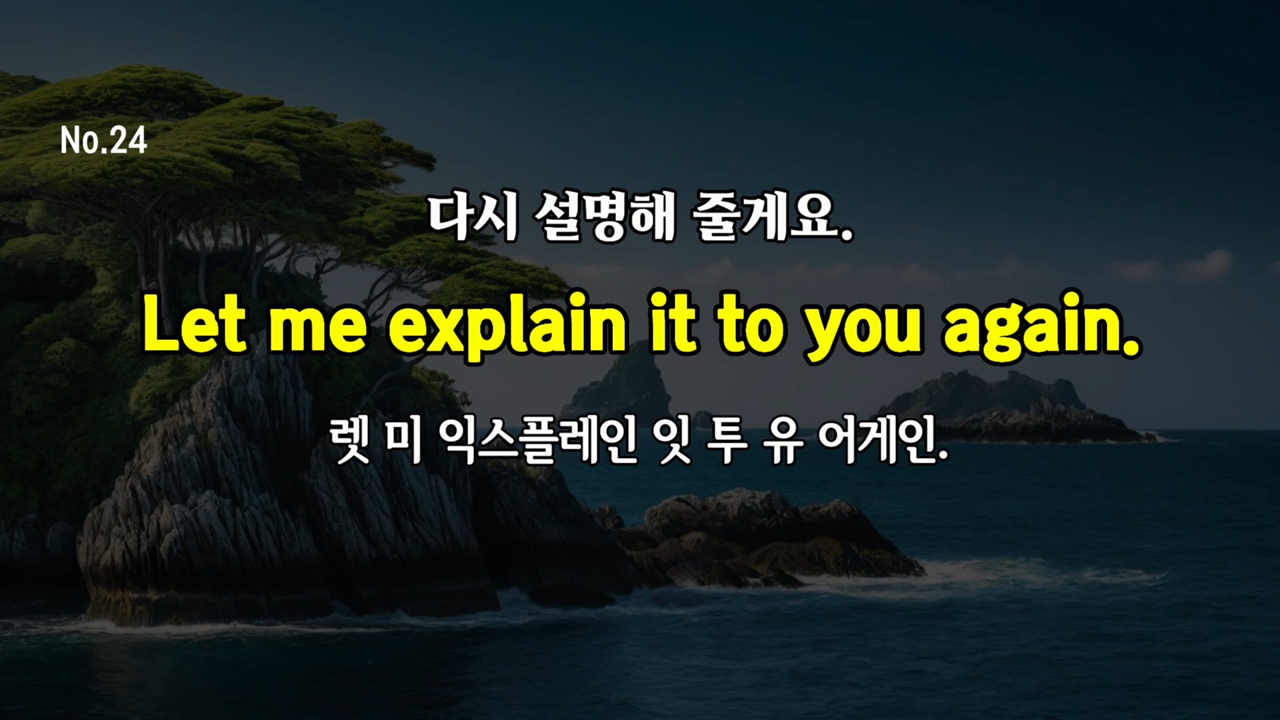 No.24
다시 설명해 줄게요.
Let me explain it to you again.
렛 미 익스플레인 잇 투 유 어게인.